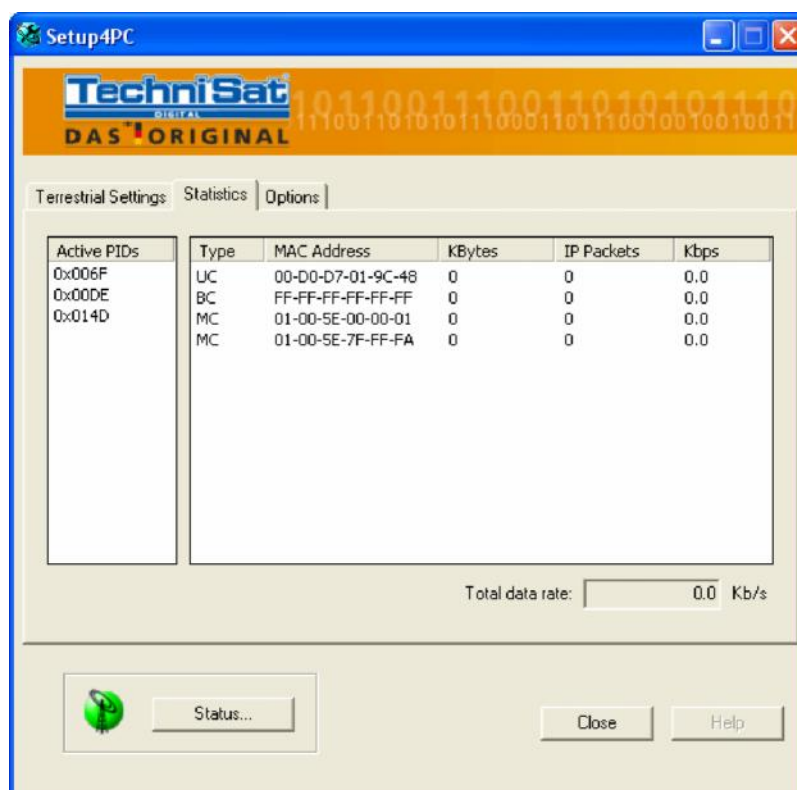 Setup4PC
TechniSat
DIGITAL
DAS ORIGINAL
Terrestrial Settings Statistics Options
Active PIDs
0x006F
0x00DE
0x014D
Type MAC Address KBytes IP Packets Kbps
UC 00-D0-D7-01-9C-48 0 0 0.0
BC FF-FF-FF-FF-FF-FF 0 0 0.0
MC 01-00-5E-00-00-01 0 0 0.0
MC 01-00-5E-7F-FF-FA 0 0 0.0
Total data rate: 0.0 Kb/s
Status...
Close
Help